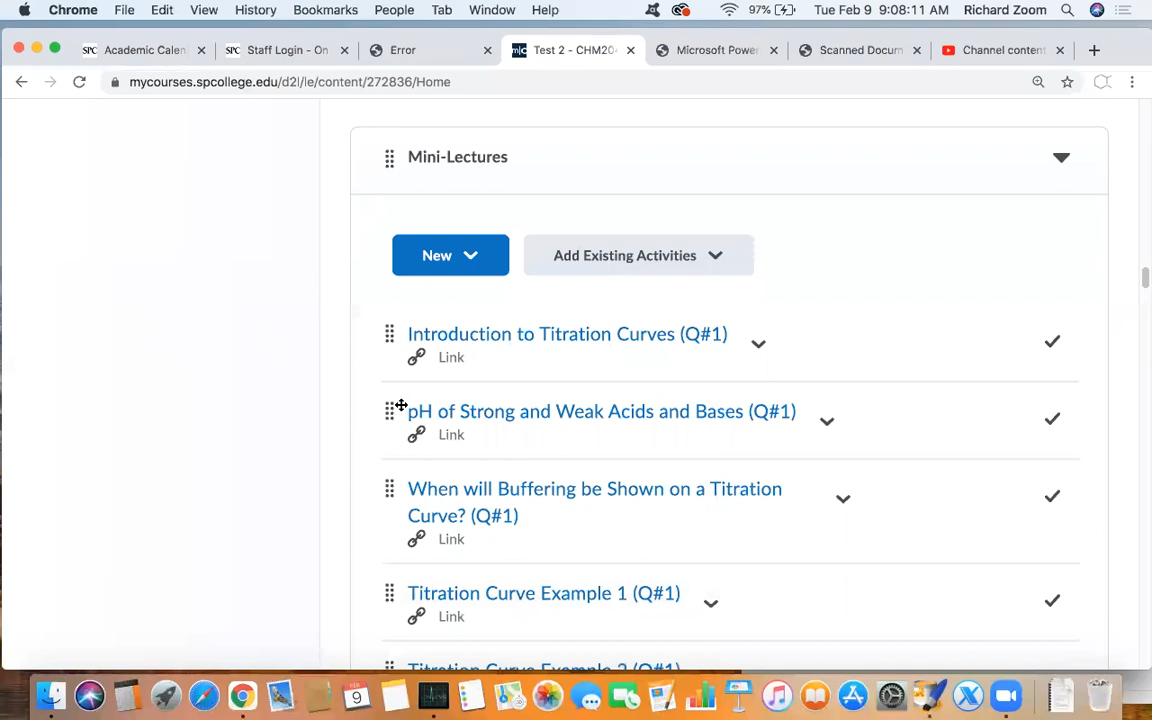 Chrome File Edit View History Bookmarks People Tab Window Help 97% Tue Feb 9 9:08:11 AM Richard Zoom
SPC Academic Calen SPC Staff Login - On Error m|c Test 2 - CHM204 Microsoft Powe Scanned Docum Channel content
mycourses.spcollege.edu/d2l/le/content/272836/Home
Mini-Lectures
New Add Existing Activities
Introduction to Titration Curves (Q#1)
Link
pH of Strong and Weak Acids and Bases (Q#1)
Link
When will Buffering be Shown on a Titration
Curve? (Q#1)
Link
Titration Curve Example 1 (Q#1)
Link
Titration Curve Example 2 (Q#1)
9